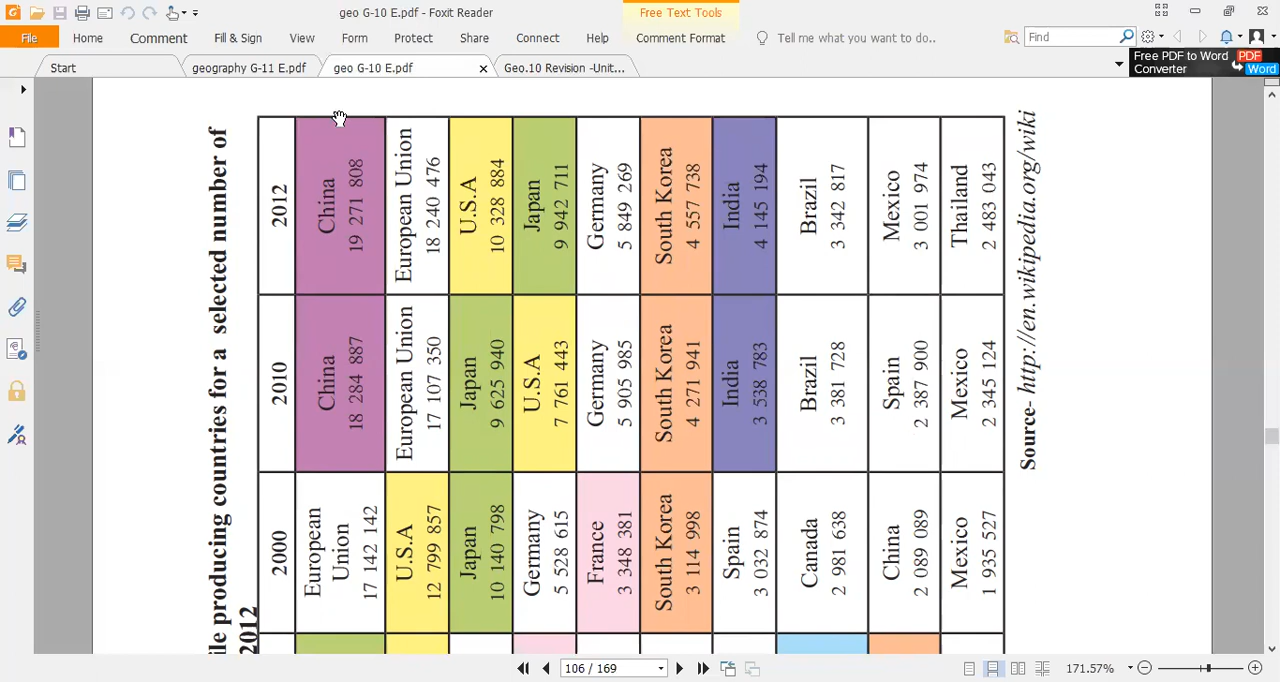 geo G-10 E.pdf - Foxit Reader
Free Text Tools
File
Home
Comment
Fill & Sign
View
Form
Protect
Share
Connect
Help
Comment Format
Tell me what you want to do..
Find
Start
geography G-11 E.pdf
geo G-10 E.pdf
Geo.10 Revision -Unit...
Free PDF to Word
Converter
PDF
Word
ile producing countries for a selected number of
2012
2000
European
Union
17 142 142
U.S.A
12 799 857
Japan
10 140 798
Germany
5 528 615
France
3 348 381
South Korea
3 114 998
Spain
3 032 874
Canada
2 981 638
China
2 089 089
Mexico
1 935 527
2010
China
18 284 887
European Union
17 107 350
Japan
9 625 940
U.S.A
7 761 443
Germany
5 905 985
South Korea
4 271 941
India
3 538 783
Brazil
3 381 728
Spain
2 387 900
Mexico
2 345 124
2012
China
19 271 808
European Union
18 240 476
U.S.A
10 328 884
Japan
9 942 711
Germany
5 849 269
South Korea
4 557 738
India
4 145 194
Brazil
3 342 817
Mexico
3 001 974
Thailand
2 483 043
Source- http://en.wikipedia.org/wiki
106 / 169
171.57%